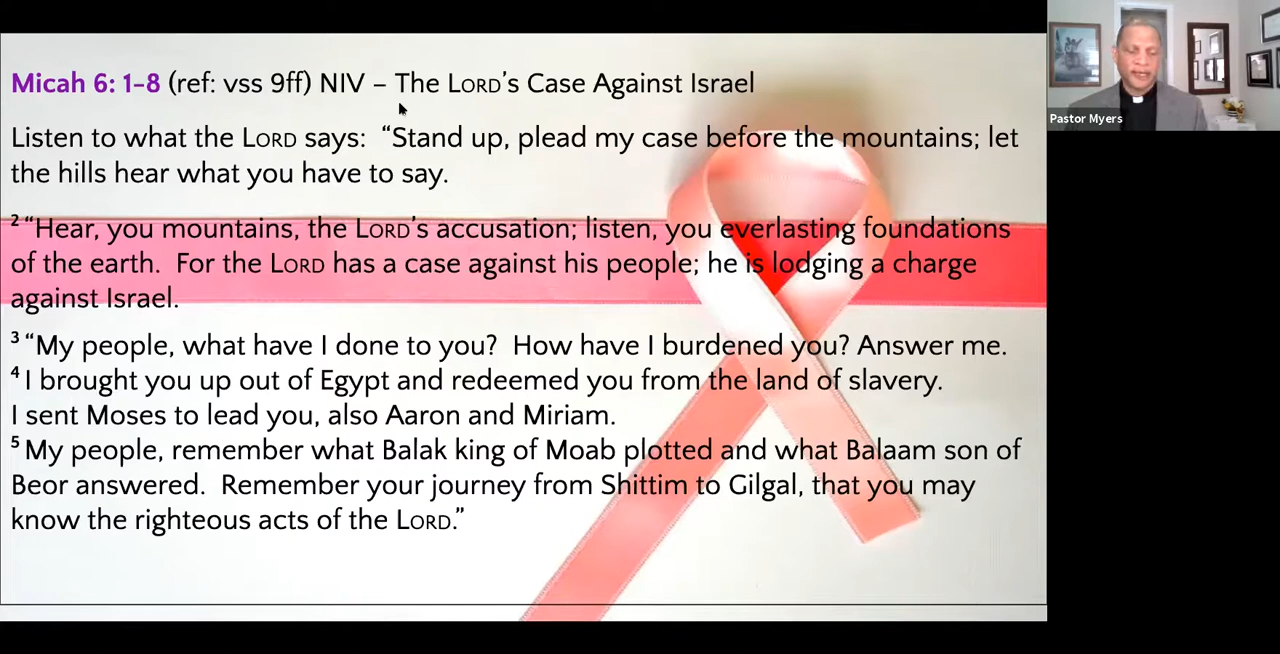 Micah 6: 1-8 (ref: vss 9ff) NIV – The LORD's Case Against Israel
Listen to what the LORD says:  “Stand up, plead my case before the mountains; let
the hills hear what you have to say.
2 “Hear, you mountains, the LORD's accusation; listen, you everlasting foundations
of the earth.  For the LORD has a case against his people; he is lodging a charge
against Israel.
3 “My people, what have I done to you?  How have I burdened you? Answer me.
4 I brought you up out of Egypt and redeemed you from the land of slavery.
I sent Moses to lead you, also Aaron and Miriam.
5 My people, remember what Balak king of Moab plotted and what Balaam son of
Beor answered.  Remember your journey from Shittim to Gilgal, that you may
know the righteous acts of the LORD.”
Pastor Myers